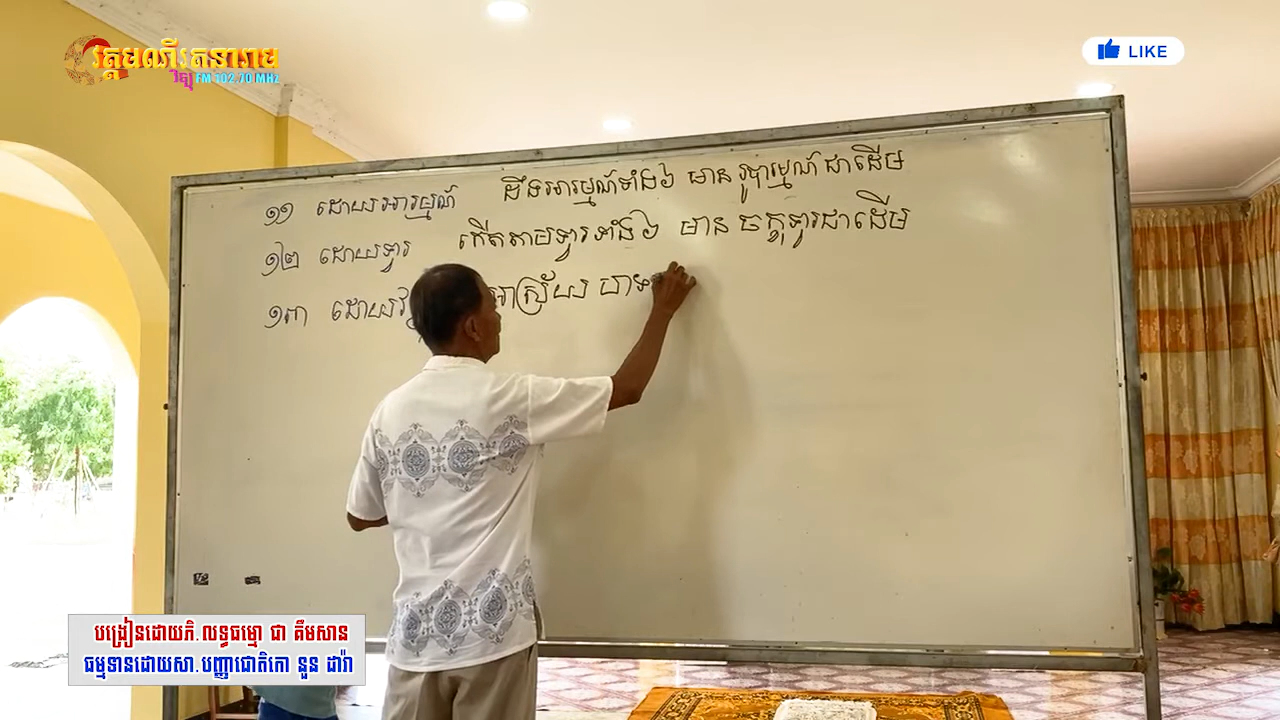 វត្តមណីរតនារាម
វិទ្យុ FM 102.70 MHz
LIKE
១១ ដោយអារម្មណ៍ ដឹងអារម្មណ៍ទាំង៦ មាន រូបារម្មណ៍ ជាដើម
១២ ដោយទ្វារ កើតតាមទ្វារទាំង៦ មាន ចក្ខុទ្វារជាដើម
១៣ ដោយវ អាស្រ័យ ហទ
បង្រៀនដោយភិ.លទ្ធធម្មោ ជា គឹមសាន
ធម្មទានដោយសា.បញ្ញាជោតិកោ នួន ដារ៉ា